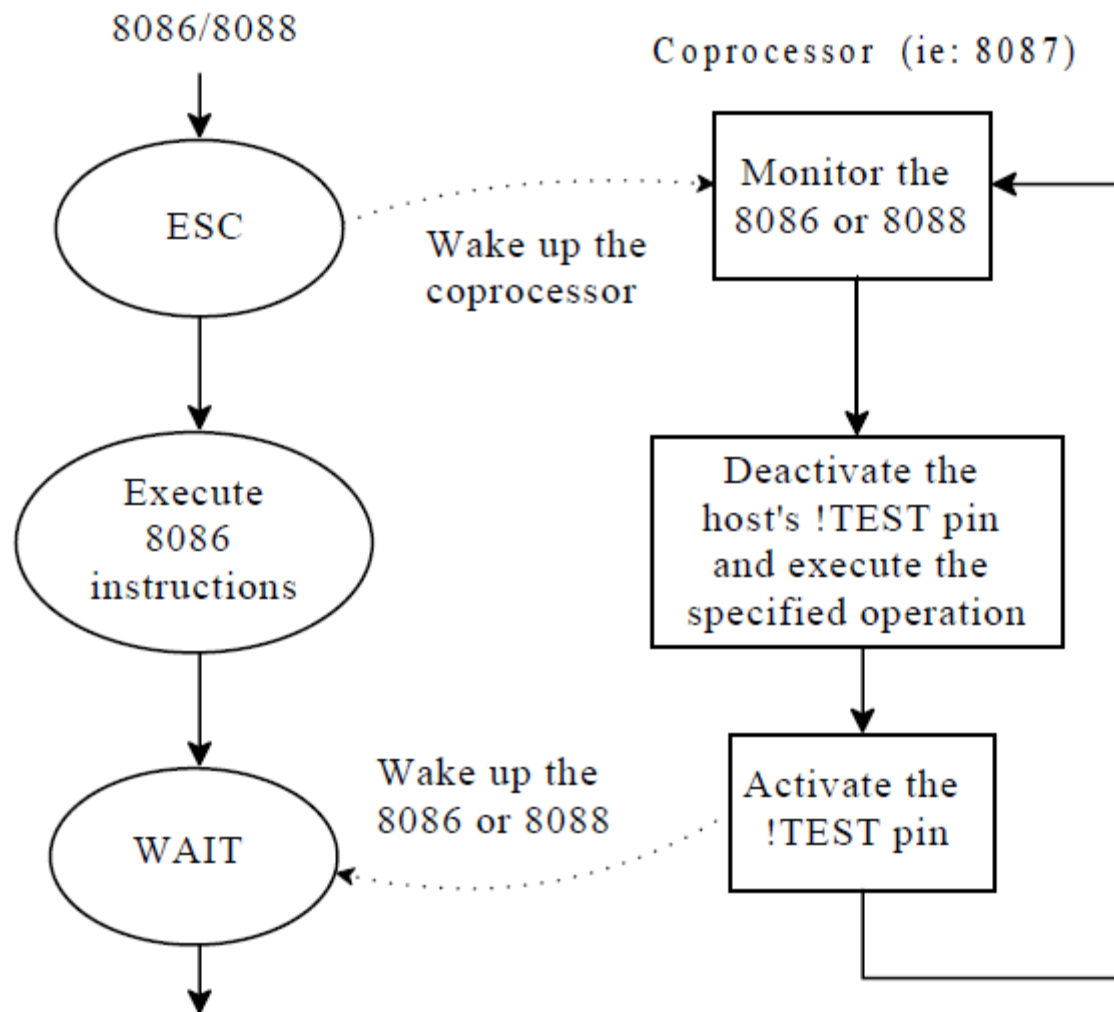 8086/8088
Coprocessor (ie: 8087)
ESC
Wake up the
coprocessor
Monitor the
8086 or 8088
Execute
8086
instructions
Deactivate the
host's !TEST pin
and execute the
specified operation
WAIT
Wake up the
8086 or 8088
Activate the
!TEST pin